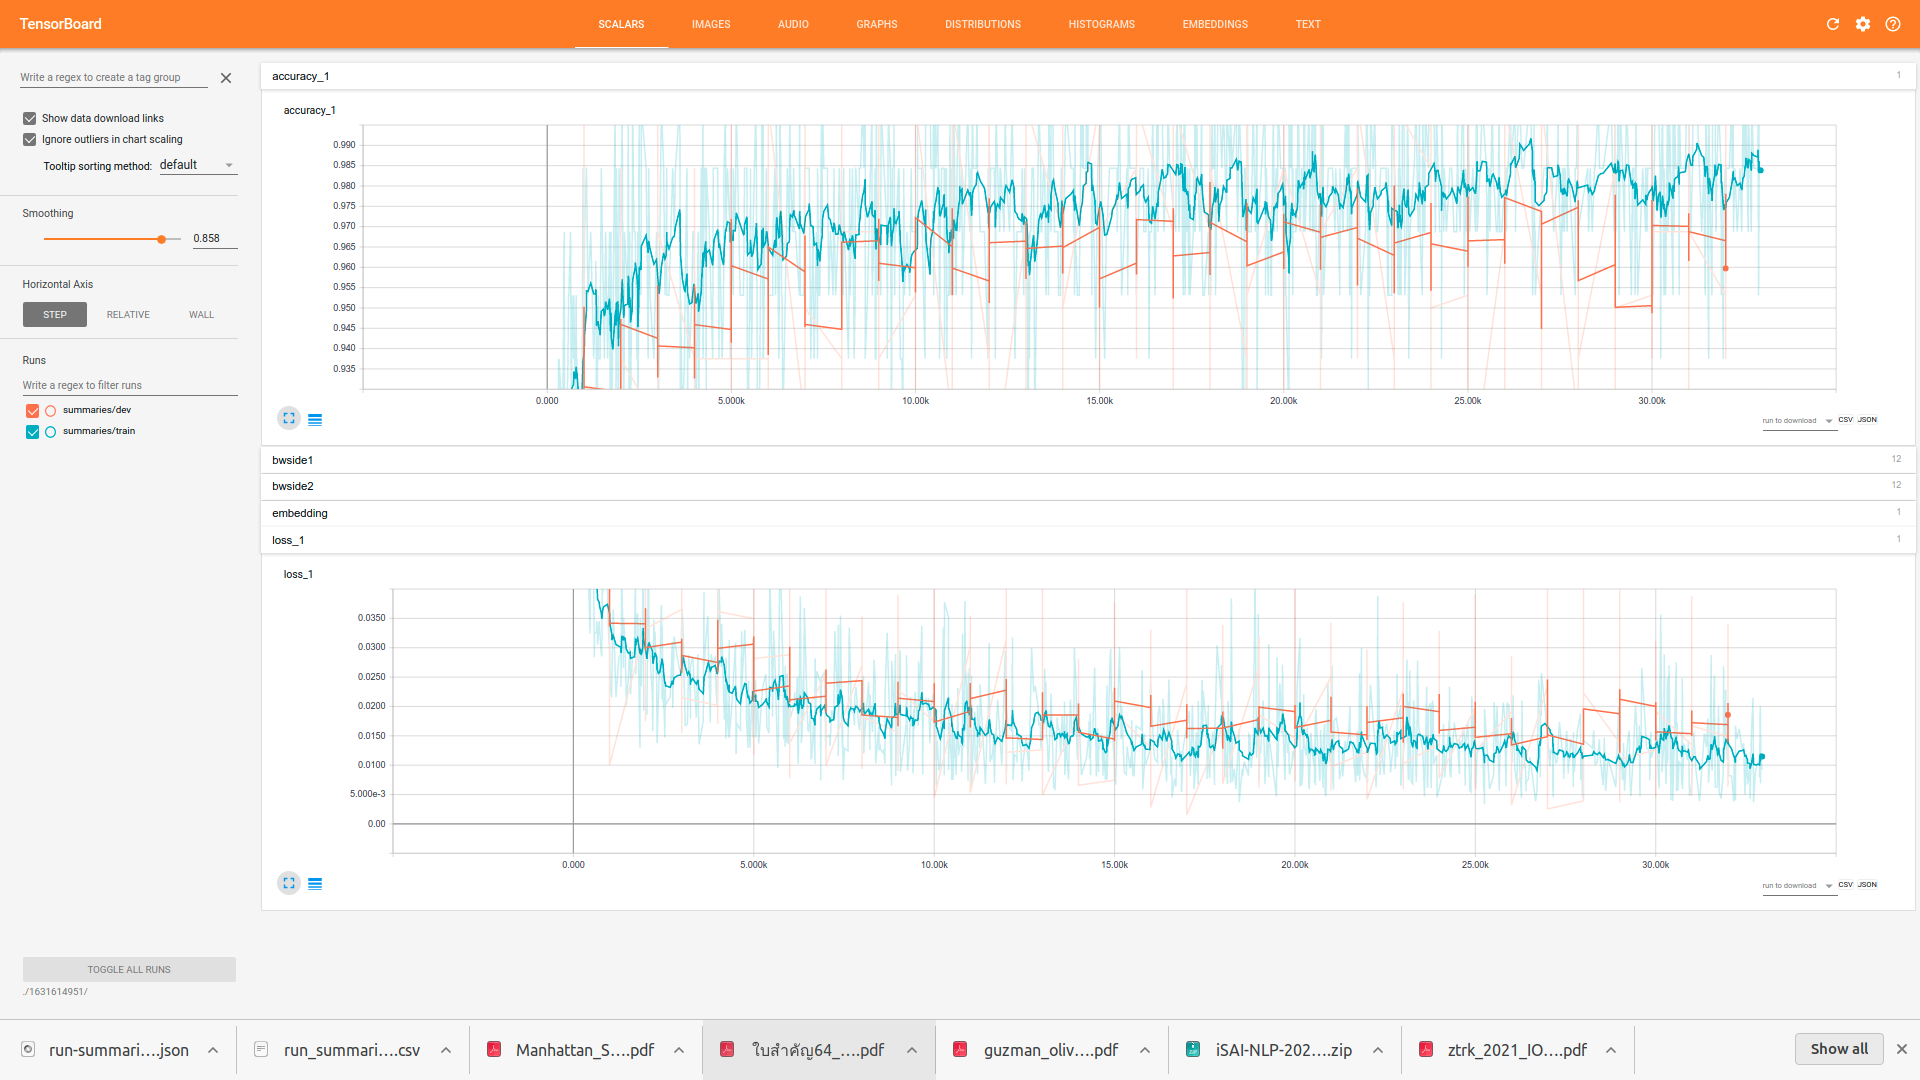 TensorBoard
SCALARS IMAGES AUDIO GRAPHS DISTRIBUTIONS HISTOGRAMS EMBEDDINGS TEXT
Write a regex to create a tag group
Show data download links
Ignore outliers in chart scaling
Tooltip sorting method: default
Smoothing
0.858
Horizontal Axis
STEP RELATIVE WALL
Runs
Write a regex to filter runs
summaries/dev
summaries/train
TOGGLE ALL RUNS
./1631614951/
accuracy_1 1
accuracy_1
0.990
0.985
0.980
0.975
0.970
0.965
0.960
0.955
0.950
0.945
0.940
0.935
0.000 5.000k 10.00k 15.00k 20.00k 25.00k 30.00k
run to download CSV JSON
bwside1 12
bwside2 12
embedding 1
loss_1 1
loss_1
0.0350
0.0300
0.0250
0.0200
0.0150
0.0100
5.000e-3
0.00
0.000 5.000k 10.00k 15.00k 20.00k 25.00k 30.00k
run to download CSV JSON
run-summari....json run_summari....csv Manhattan_S....pdf ใบสำคัญ64_....pdf guzman_oliv....pdf iSAI-NLP-202....zip ztrk_2021_IO....pdf Show all